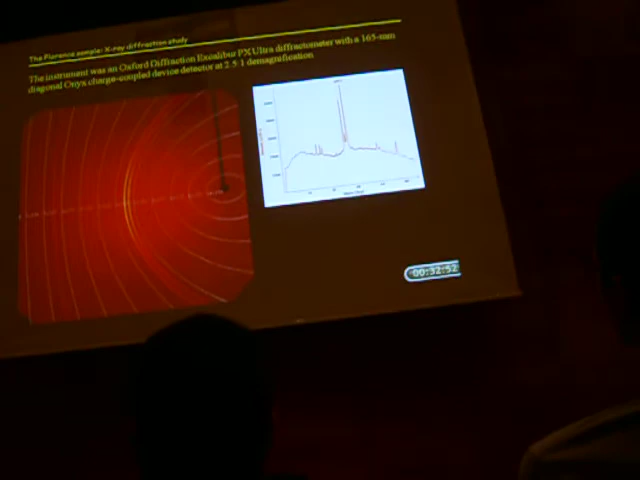 The Florence sample: X-ray diffraction study
The instrument was an Oxford Diffraction Excalibur PX Ultra diffractometer with a 165-mm
diagonal Onyx charge-coupled device detector at 2.5:1 demagnification
00:32:52